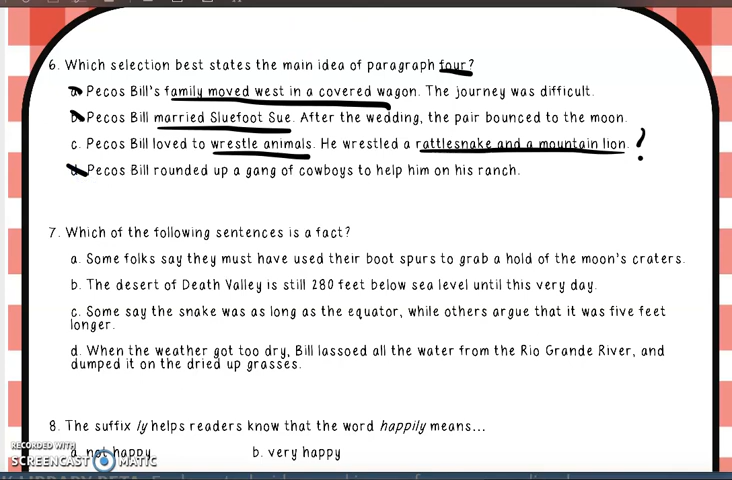 6. Which selection best states the main idea of paragraph four?
a. Pecos Bill's family moved west in a covered wagon. The journey was difficult.
b. Pecos Bill married Sluefoot Sue. After the wedding, the pair bounced to the moon.
c. Pecos Bill loved to wrestle animals. He wrestled a rattlesnake and a mountain lion. ?
d. Pecos Bill rounded up a gang of cowboys to help him on his ranch.
7. Which of the following sentences is a fact?
a. Some folks say they must have used their boot spurs to grab a hold of the moon's craters.
b. The desert of Death Valley is still 280 feet below sea level until this very day.
c. Some say the snake was as long as the equator, while others argue that it was five feet
longer.
d. When the weather got too dry, Bill lassoed all the water from the Rio Grande River, and
dumped it on the dried up grasses.
8. The suffix ly helps readers know that the word happily means...
RECORDED WITH
a. not happy b. very happy
SCREENCAST MATIC